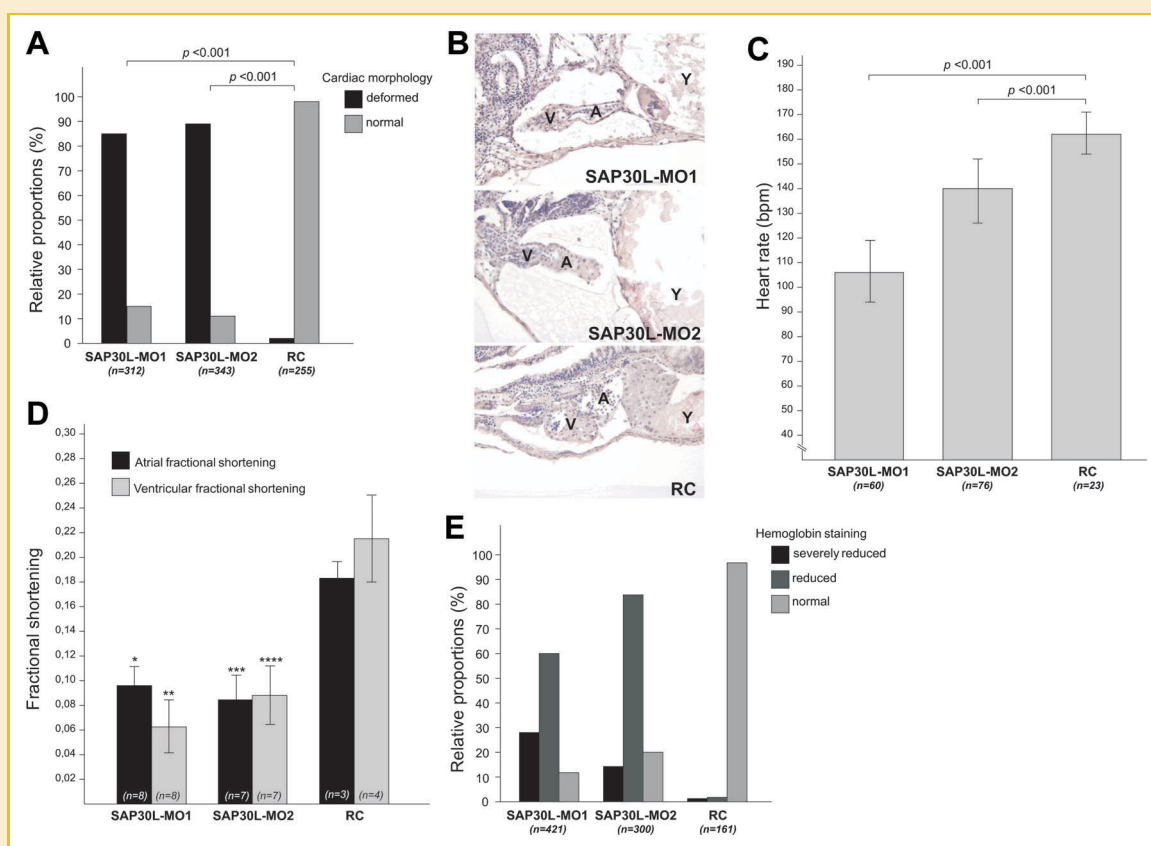 A
p <0.001
p <0.001
Cardiac morphology
deformed
normal
Relative proportions (%)
100
90
80
70
60
50
40
30
20
10
0
SAP30L-MO1
(n=312)
SAP30L-MO2
(n=343)
RC
(n=255)
B
Y
V
A
SAP30L-MO1
V
A
Y
SAP30L-MO2
A
V
Y
RC
C
p <0.001
p <0.001
Heart rate (bpm)
190
180
170
160
150
140
130
120
110
100
90
80
70
60
50
40
SAP30L-MO1
(n=60)
SAP30L-MO2
(n=76)
RC
(n=23)
D
Atrial fractional shortening
Ventricular fractional shortening
Fractional shortening
0,30
0,28
0,26
0,24
0,22
0,20
0,18
0,16
0,14
0,12
0,10
0,08
0,06
0,04
0,02
*
**
***
****
(n=8)
(n=8)
(n=7)
(n=7)
(n=3)
(n=4)
SAP30L-MO1
SAP30L-MO2
RC
E
Hemoglobin staining
severely reduced
reduced
normal
Relative proportions (%)
100
90
80
70
60
50
40
30
20
10
0
SAP30L-MO1
(n=421)
SAP30L-MO2
(n=300)
RC
(n=161)